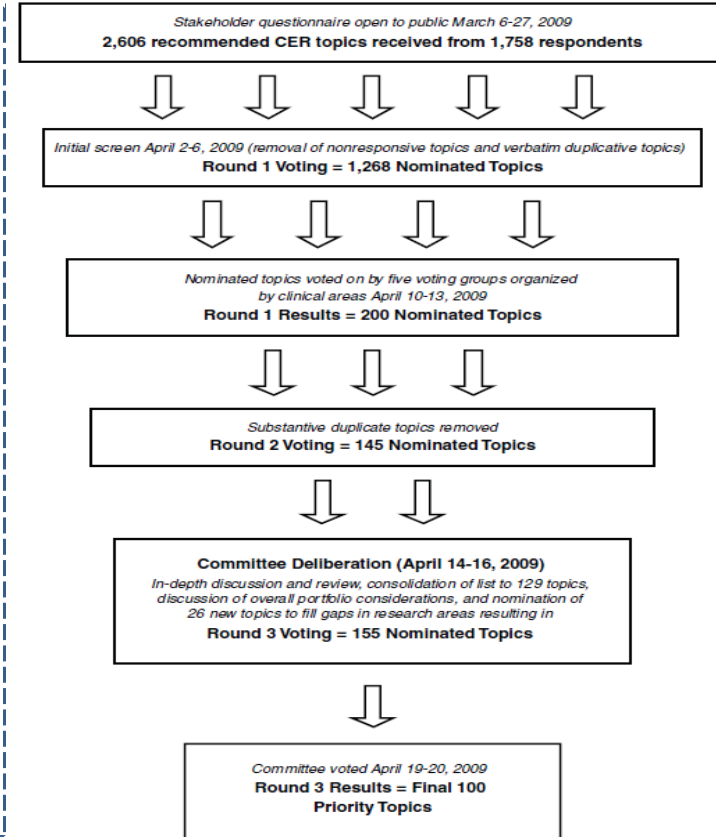 Stakeholder questionnaire open to public March 6-27, 2009
2,606 recommended CER topics received from 1,758 respondents
Initial screen April 2-6, 2009 (removal of nonresponsive topics and verbatim duplicative topics)
Round 1 Voting = 1,268 Nominated Topics
Nominated topics voted on by five voting groups organized
by clinical areas April 10-13, 2009
Round 1 Results = 200 Nominated Topics
Substantive duplicate topics removed
Round 2 Voting = 145 Nominated Topics
Committee Deliberation (April 14-16, 2009)
In-depth discussion and review, consolidation of list to 129 topics,
discussion of overall portfolio considerations, and nomination of
26 new topics to fill gaps in research areas resulting in
Round 3 Voting = 155 Nominated Topics
Committee voted April 19-20, 2009
Round 3 Results = Final 100
Priority Topics